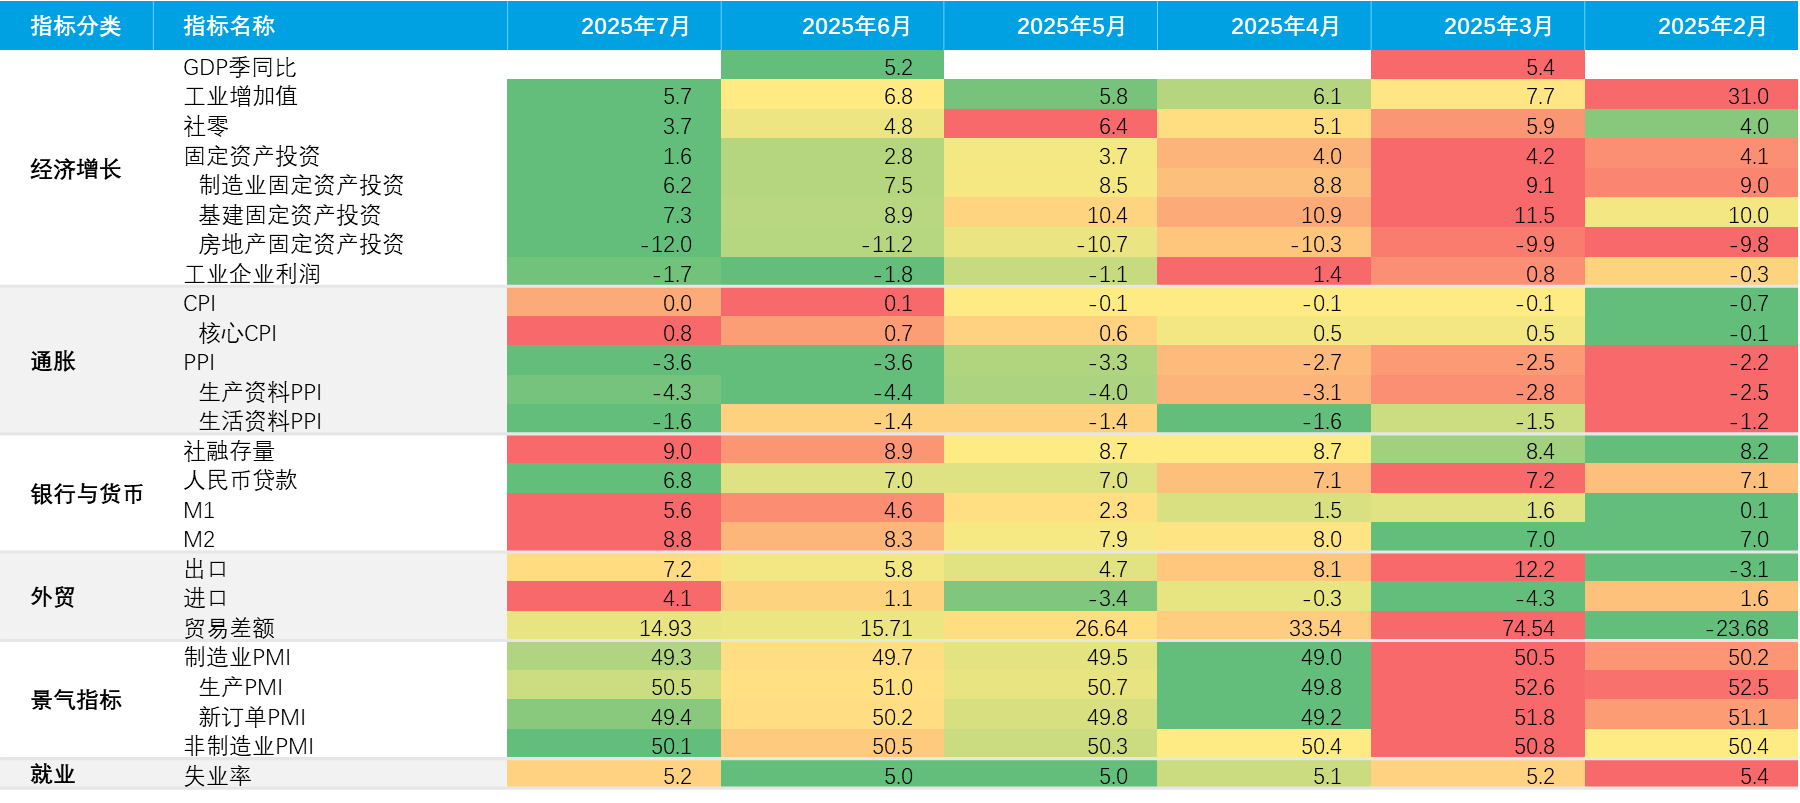 指标分类 指标名称 2025年7月 2025年6月 2025年5月 2025年4月 2025年3月 2025年2月
经济增长
GDP季同比 5.2 5.4
工业增加值 5.7 6.8 5.8 6.1 7.7 31.0
社零 3.7 4.8 6.4 5.1 5.9 4.0
固定资产投资 1.6 2.8 3.7 4.0 4.2 4.1
制造业固定资产投资 6.2 7.5 8.5 8.8 9.1 9.0
基建固定资产投资 7.3 8.9 10.4 10.9 11.5 10.0
房地产固定资产投资 -12.0 -11.2 -10.7 -10.3 -9.9 -9.8
工业企业利润 -1.7 -1.8 -1.1 1.4 0.8 -0.3
通胀
CPI 0.0 0.1 -0.1 -0.1 -0.1 -0.7
核心CPI 0.8 0.7 0.6 0.5 0.5 -0.1
PPI -3.6 -3.6 -3.3 -2.7 -2.5 -2.2
生产资料PPI -4.3 -4.4 -4.0 -3.1 -2.8 -2.5
生活资料PPI -1.6 -1.4 -1.4 -1.6 -1.5 -1.2
银行与货币
社融存量 9.0 8.9 8.7 8.7 8.4 8.2
人民币贷款 6.8 7.0 7.0 7.1 7.2 7.1
M1 5.6 4.6 2.3 1.5 1.6 0.1
M2 8.8 8.3 7.9 8.0 7.0 7.0
外贸
出口 7.2 5.8 4.7 8.1 12.2 -3.1
进口 4.1 1.1 -3.4 -0.3 -4.3 1.6
贸易差额 14.93 15.71 26.64 33.54 74.54 -23.68
景气指标
制造业PMI 49.3 49.7 49.5 49.0 50.5 50.2
生产PMI 50.5 51.0 50.7 49.8 52.6 52.5
新订单PMI 49.4 50.2 49.8 49.2 51.8 51.1
非制造业PMI 50.1 50.5 50.3 50.4 50.8 50.4
就业
失业率 5.2 5.0 5.0 5.1 5.2 5.4